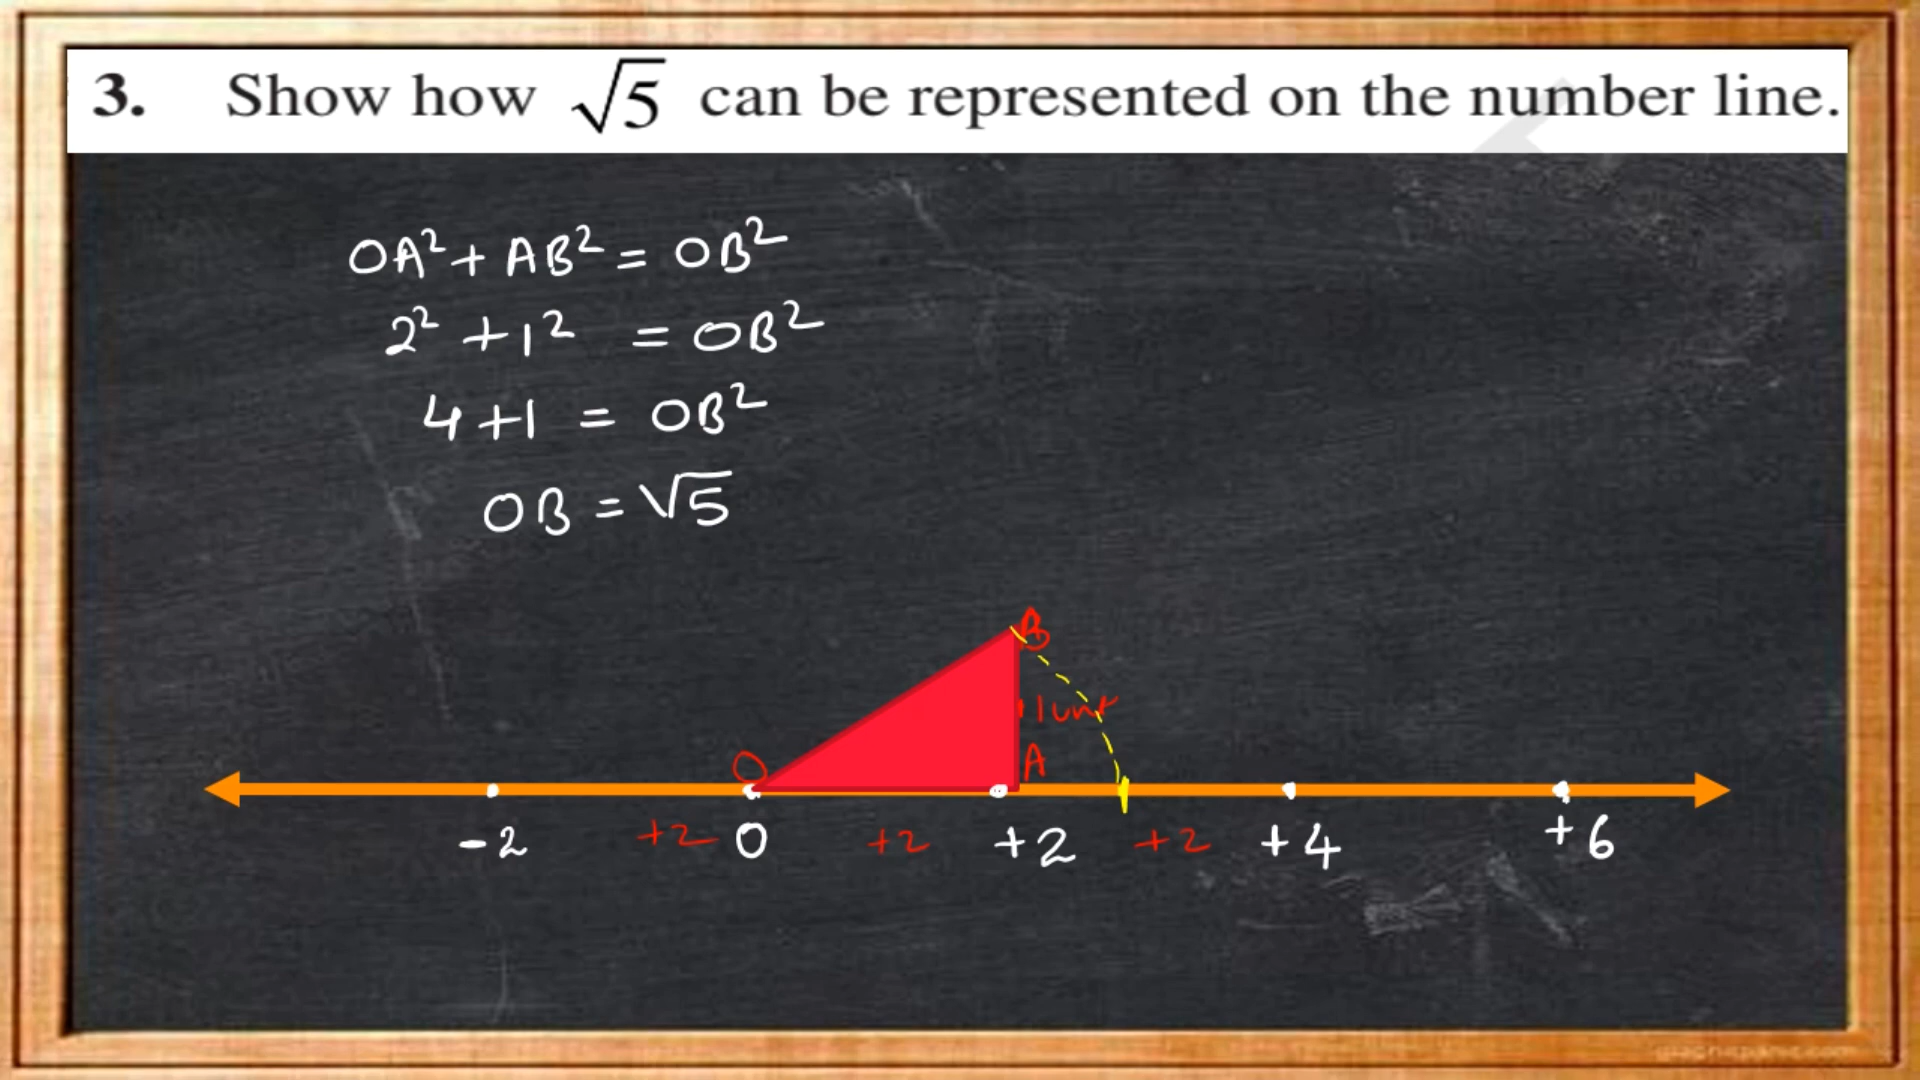 3. Show how √5 can be represented on the number line.
OA² + AB² = OB²
2² + 1² = OB²
4 + 1 = OB²
OB = √5
B
1 unit
O A
-2 +2 0 +2 +2 +2 +4 +6